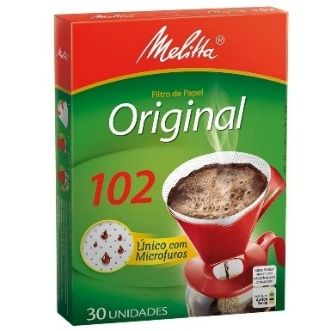 Melitta
Filtro de Papel
Original
102
Único com
Microfuros
30 UNIDADES